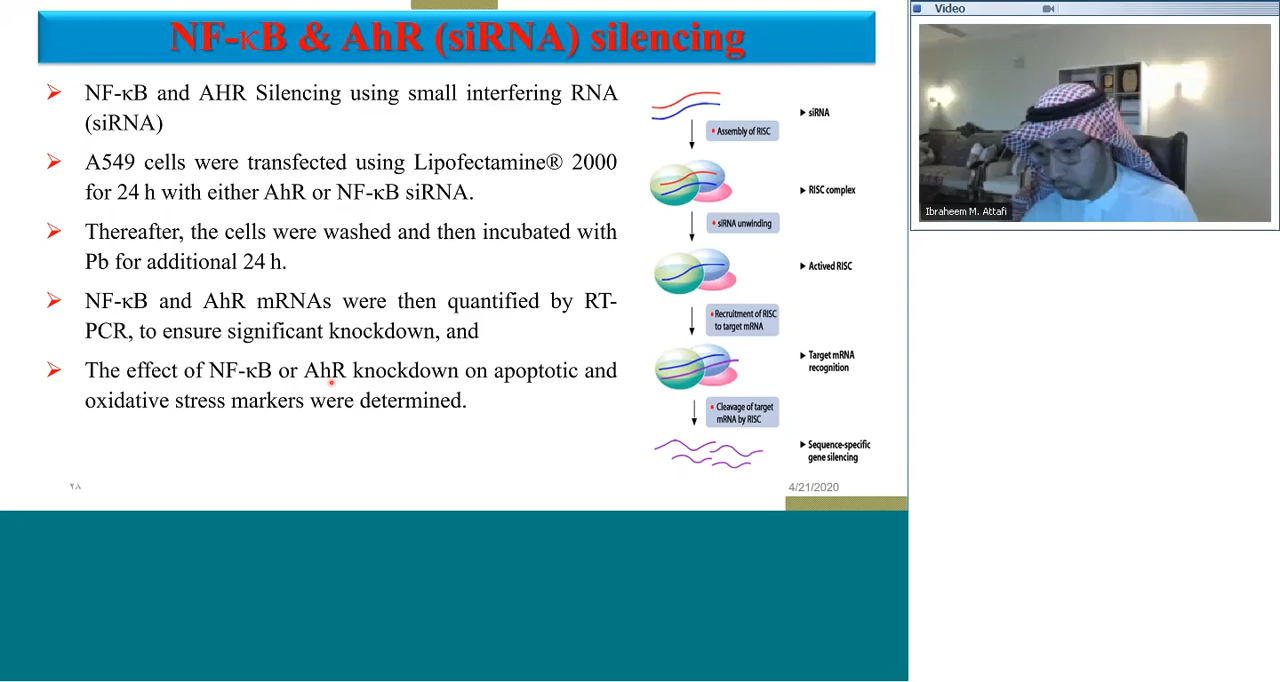 NF-κB & AhR (siRNA) silencing
NF-κB and AHR Silencing using small interfering RNA
(siRNA)
A549 cells were transfected using Lipofectamine® 2000
for 24 h with either AhR or NF-κB siRNA.
Thereafter, the cells were washed and then incubated with
Pb for additional 24 h.
NF-κB and AhR mRNAs were then quantified by RT-
PCR, to ensure significant knockdown, and
The effect of NF-κB or AhR knockdown on apoptotic and
oxidative stress markers were determined.
siRNA
Assembly of RISC
RISC complex
siRNA unwinding
Actived RISC
Recruitment of RISC
to target mRNA
Target mRNA
recognition
Cleavage of target
mRNA by RISC
Sequence-specific
gene silencing
٢٨
4/21/2020
Video
Ibraheem M. Attafi